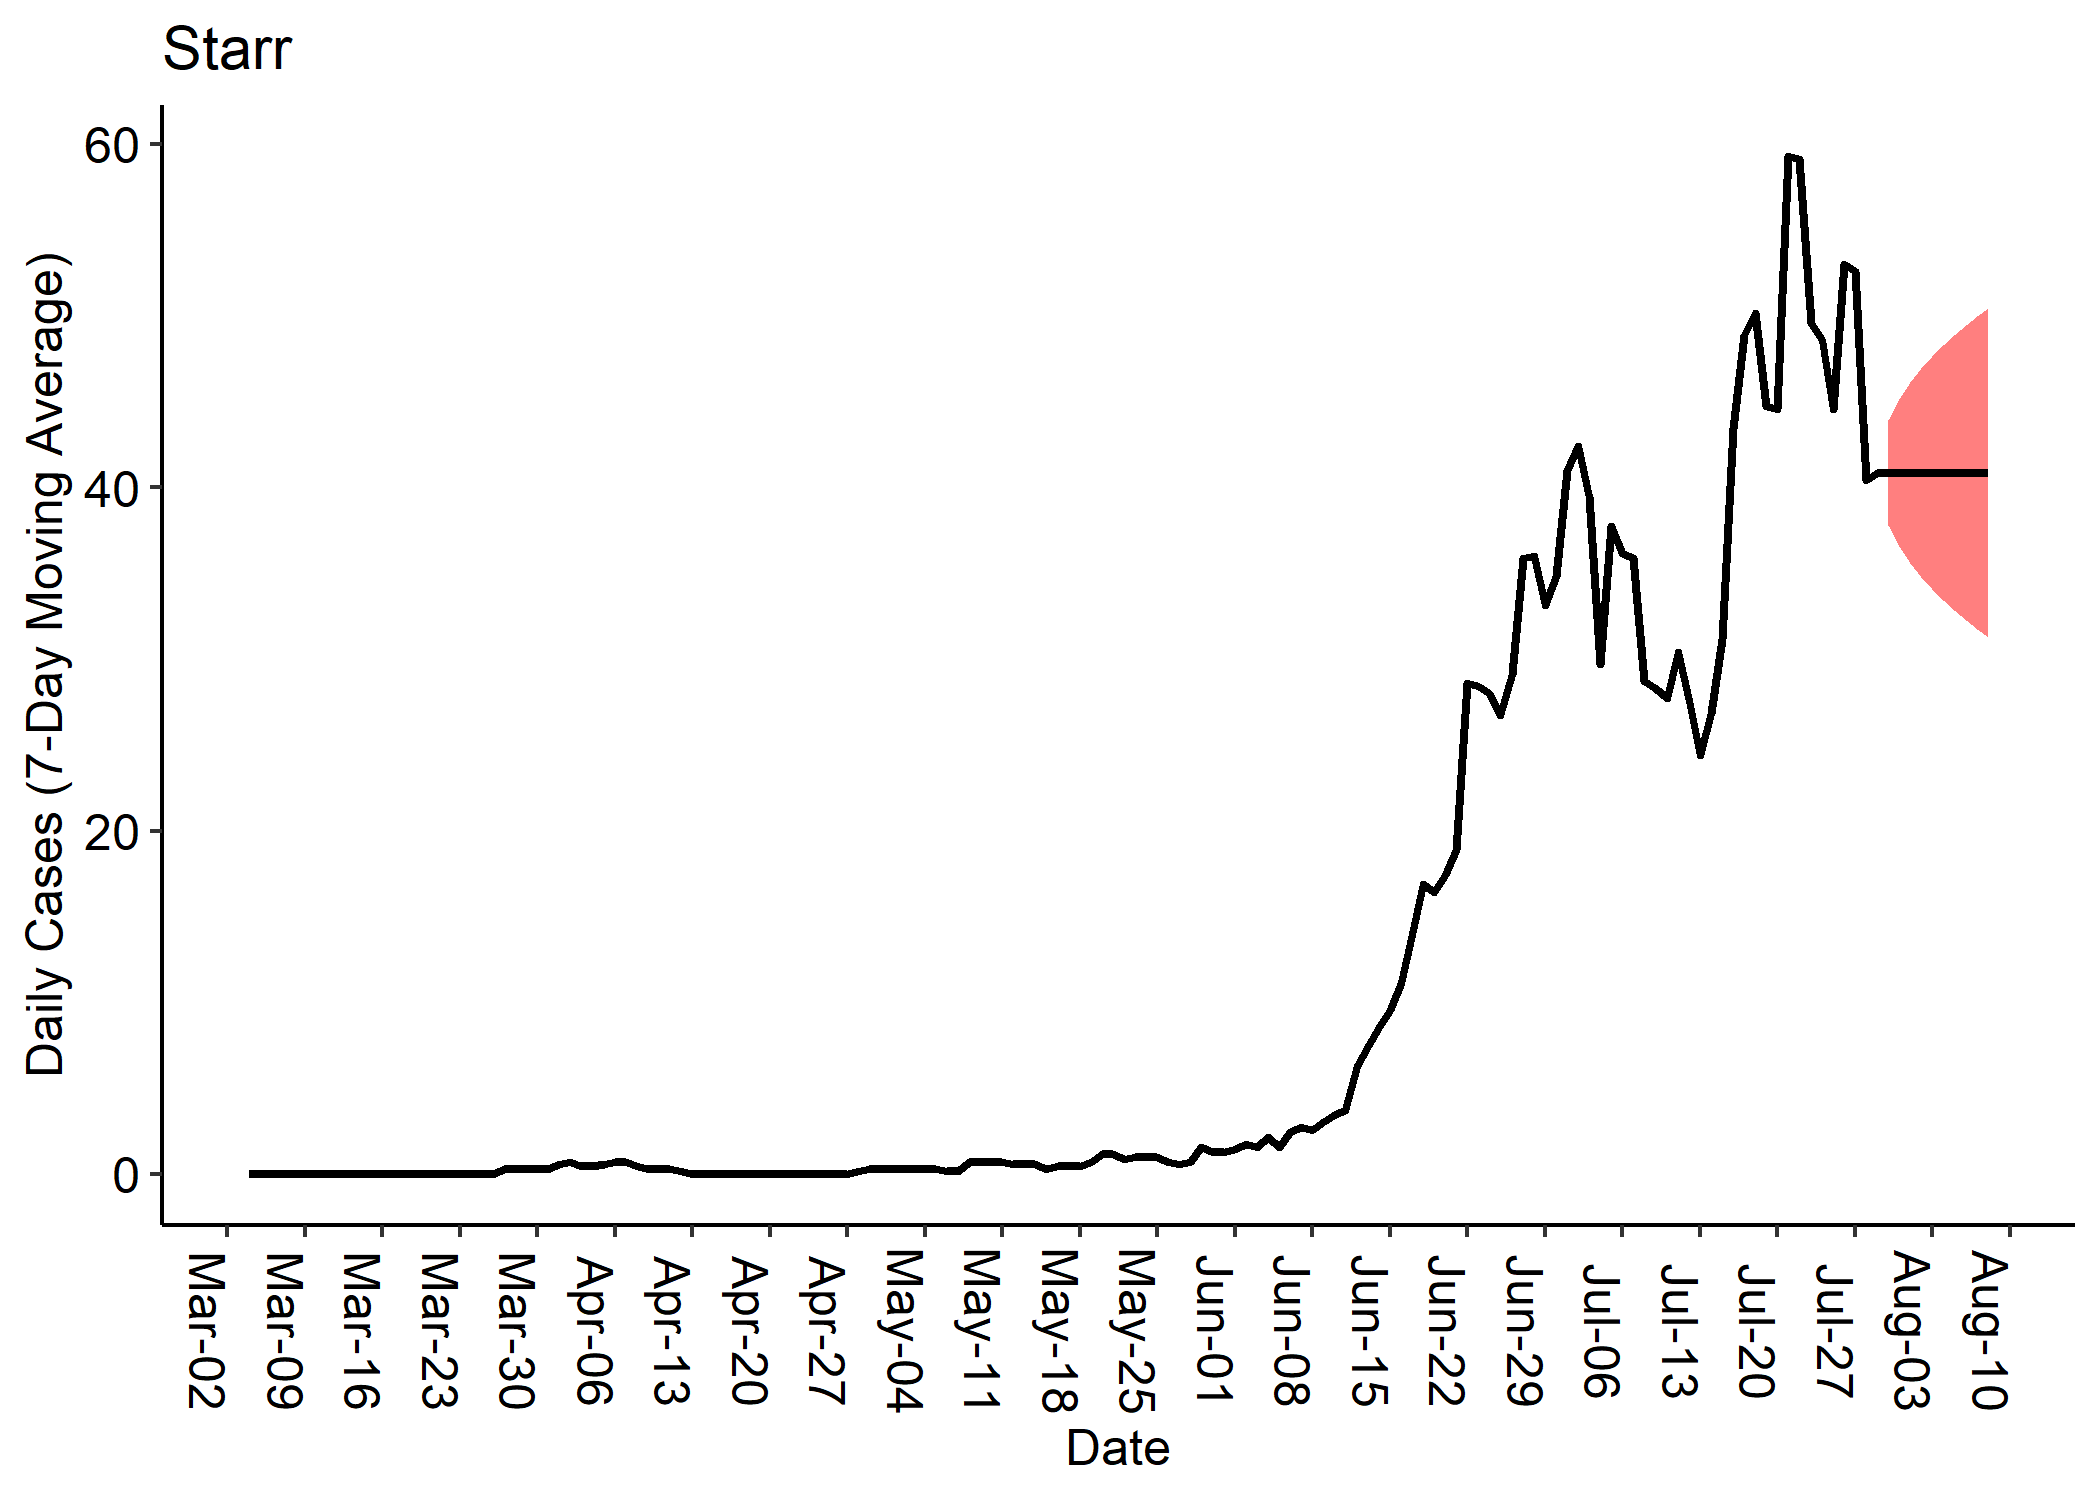 Starr
Daily Cases (7-Day Moving Average)
60
40
20
0
Mar-02
Mar-09
Mar-16
Mar-23
Mar-30
Apr-06
Apr-13
Apr-20
Apr-27
May-04
May-11
May-18
May-25
Jun-01
Jun-08
Jun-15
Jun-22
Jun-29
Jul-06
Jul-13
Jul-20
Jul-27
Aug-03
Aug-10
Date